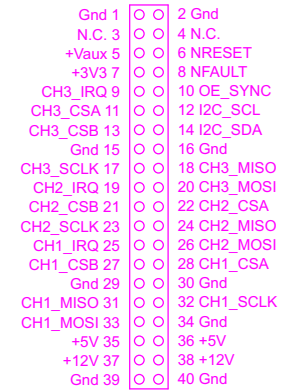 Gnd 1 2 Gnd
N.C. 3 4 N.C.
+Vaux 5 6 NRESET
+3V3 7 8 NFAULT
CH3_IRQ 9 10 OE_SYNC
CH3_CSA 11 12 I2C_SCL
CH3_CSB 13 14 I2C_SDA
Gnd 15 16 Gnd
CH3_SCLK 17 18 CH3_MISO
CH2_IRQ 19 20 CH3_MOSI
CH2_CSB 21 22 CH2_CSA
CH2_SCLK 23 24 CH2_MISO
CH1_IRQ 25 26 CH2_MOSI
CH1_CSB 27 28 CH1_CSA
Gnd 29 30 Gnd
CH1_MISO 31 32 CH1_SCLK
CH1_MOSI 33 34 Gnd
+5V 35 36 +5V
+12V 37 38 +12V
Gnd 39 40 Gnd